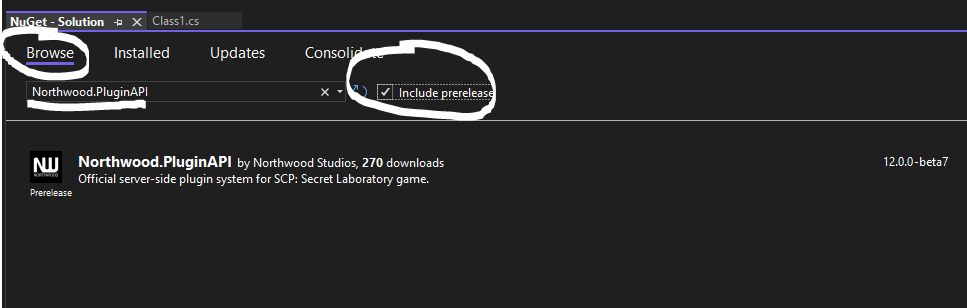 NuGet - Solution Class1.cs
Browse Installed Updates Consolidate
Northwood.PluginAPI Include prerelease
NW Northwood.PluginAPI by Northwood Studios, 270 downloads 12.0.0-beta7
NORTHWOOD Official server-side plugin system for SCP: Secret Laboratory game.
Prerelease